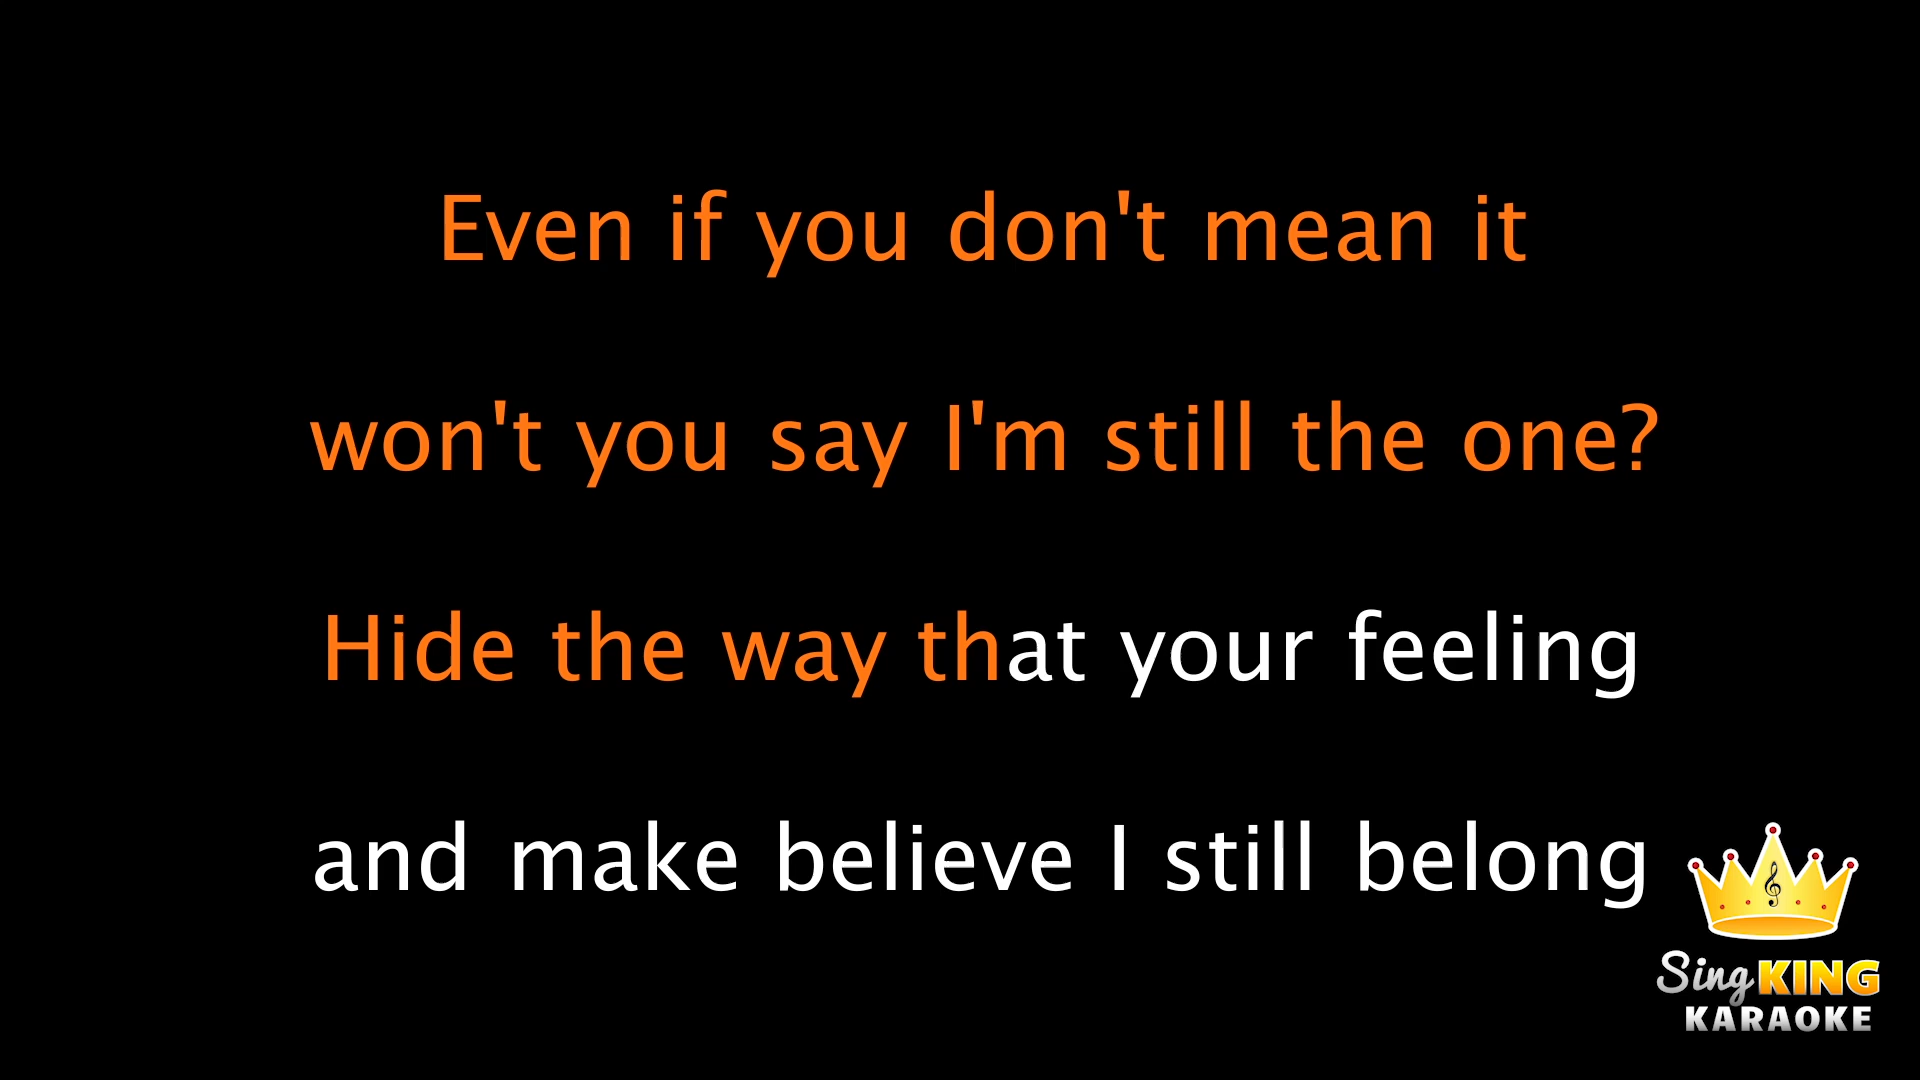 Even if you don't mean it
won't you say I'm still the one?
Hide the way that your feeling
and make believe I still belong
Sing KING
KARAOKE